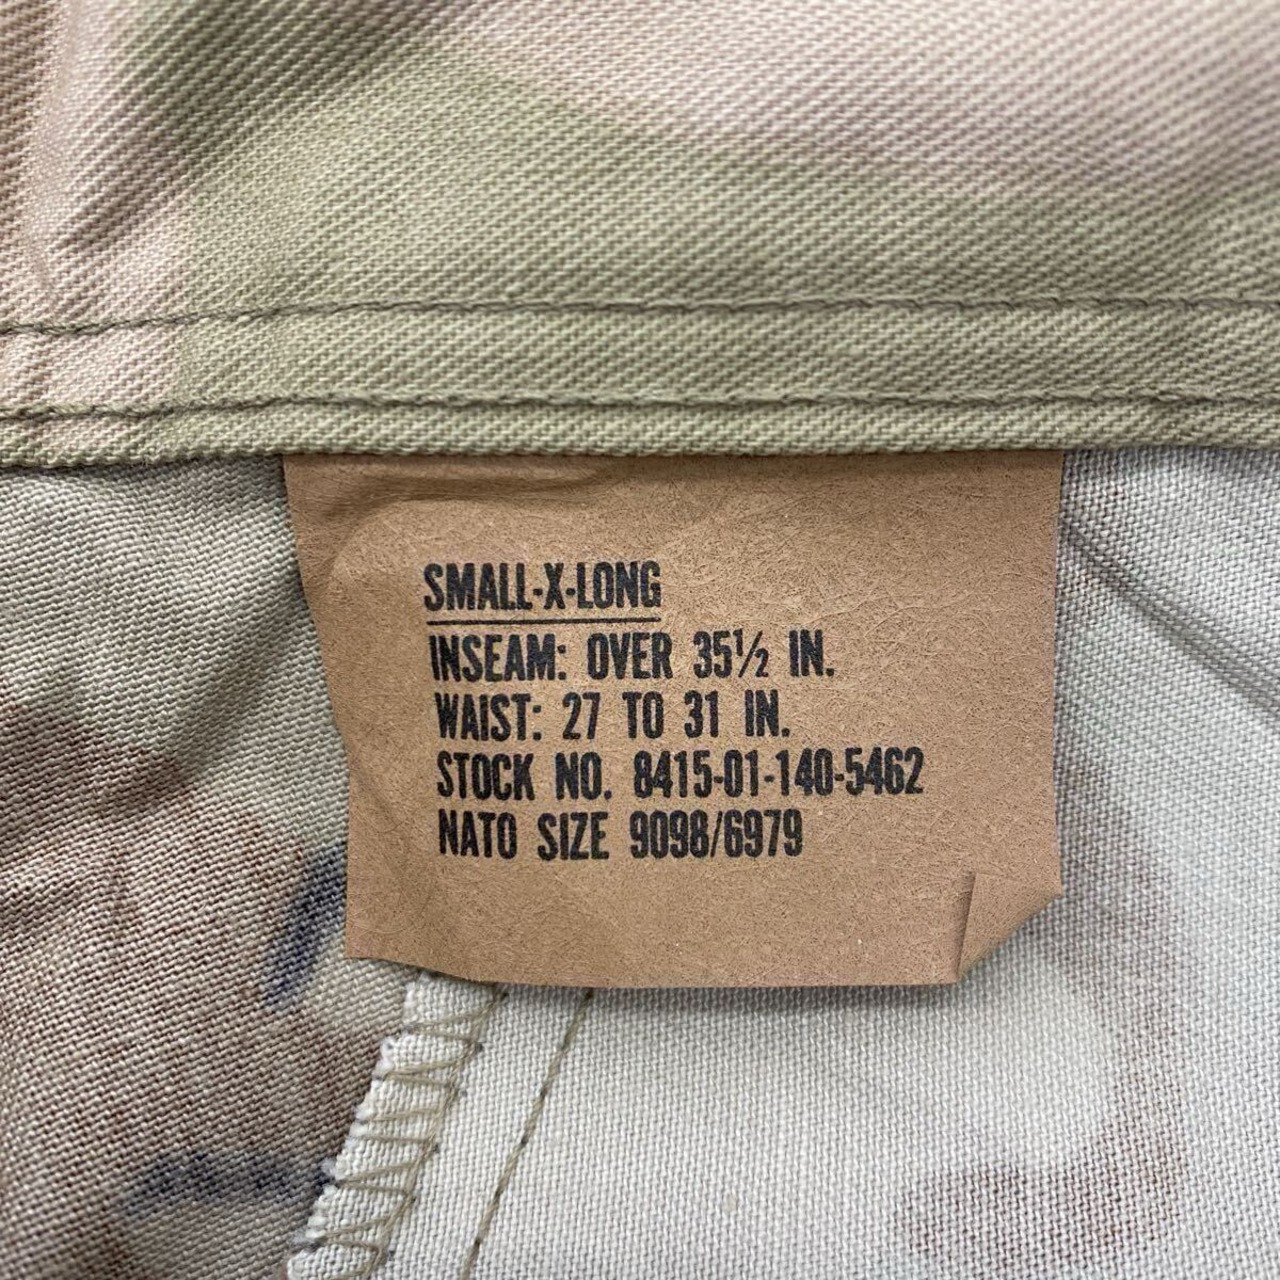 SMALL-X-LONG
INSEAM: OVER 35½ IN.
WAIST: 27 TO 31 IN.
STOCK NO. 8415-01-140-5462
NATO SIZE 9098/6979